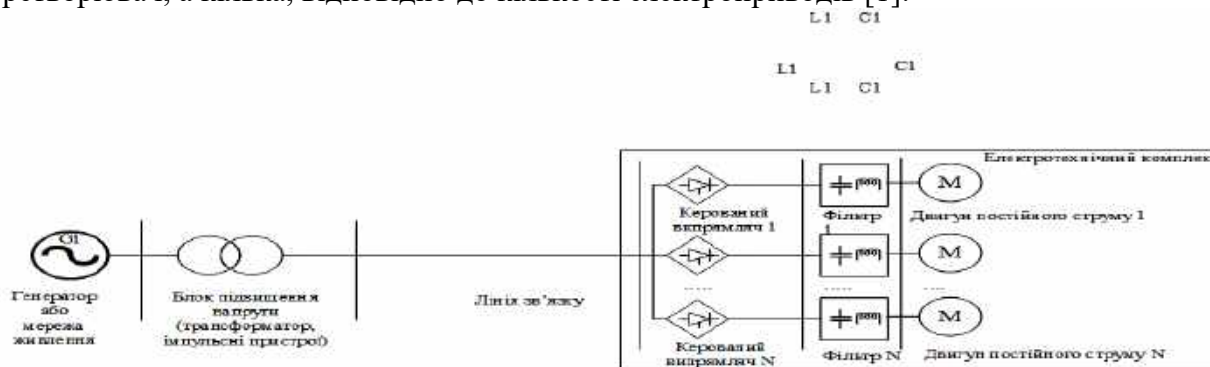 L1 C1
L1 C1
L1 C1
Електротехнічний комплек
G1
M
Керований
випрямляч 1
Фільтр
1
Двигун постійного струму 1
M
Генератор
або
мережа
живлення
Блок підвищення
напруги
(трансформатор,
імпульсні пристрої)
Лінія зв'язку
.....
.....
....
M
Керований
випрямляч N
Фільтр N
Двигун постійного струму N